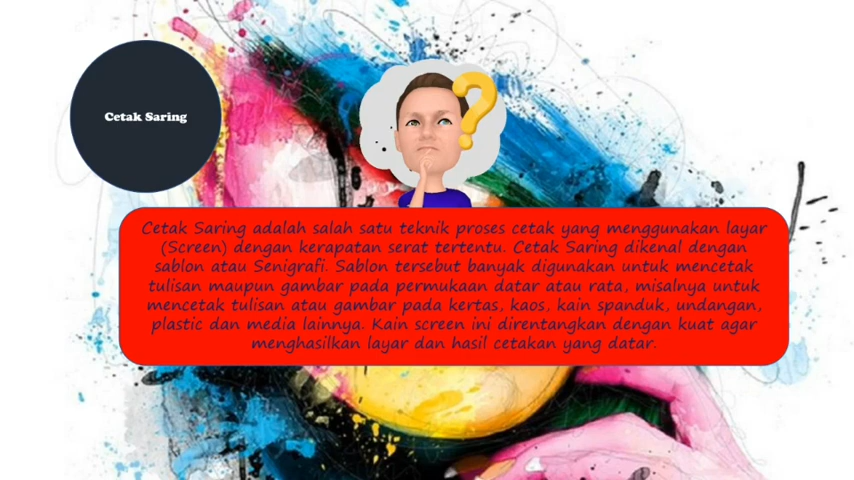 Cetak Saring
Cetak Saring adalah salah satu teknik proses cetak yang menggunakan layar
(Screen) dengan kerapatan serat tertentu. Cetak Saring dikenal dengan
sablon atau Senigrafi. Sablon tersebut banyak digunakan untuk mencetak
tulisan maupun gambar pada permukaan datar atau rata, misalnya untuk
mencetak tulisan atau gambar pada kertas, kaos, kain spanduk, undangan,
plastic dan media lainnya. Kain screen ini direntangkan dengan kuat agar
menghasilkan layar dan hasil cetakan yang datar.